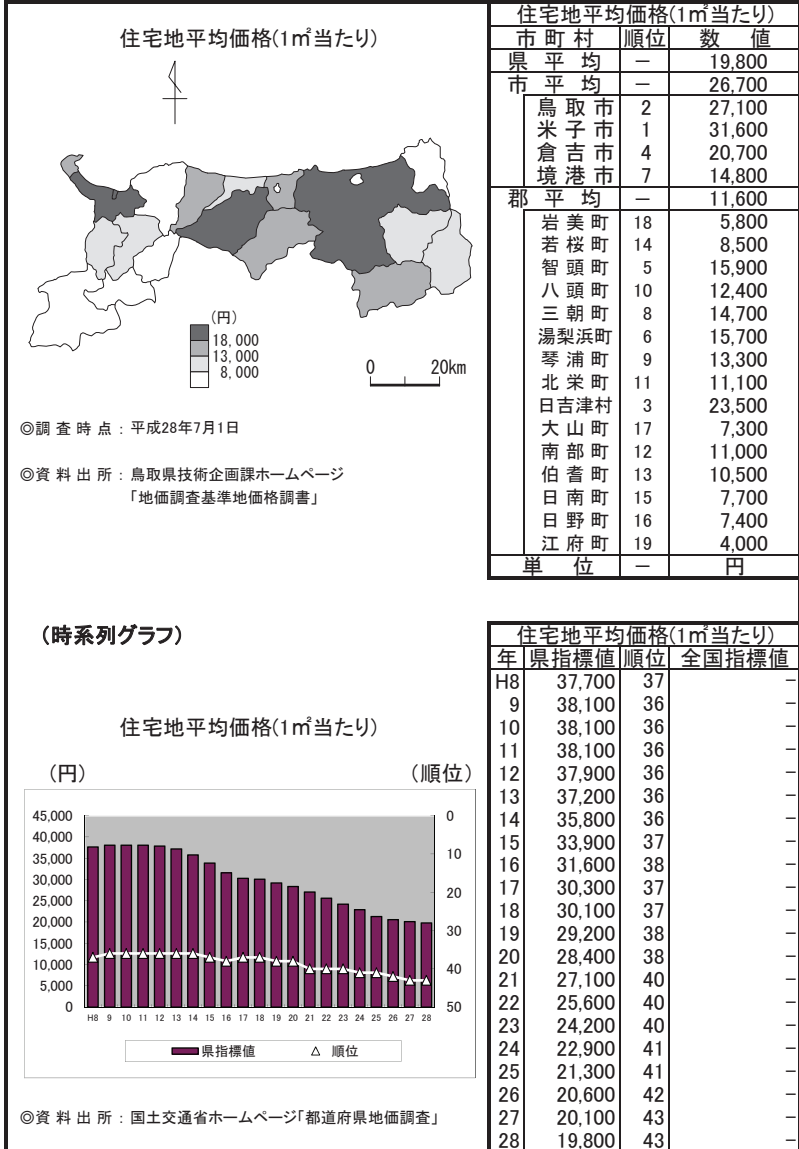 住宅地平均価格(1㎡当たり)
(円)
18,000
13,000
8,000
0 20km
◎調 査 時 点 : 平成28年7月1日
◎資 料 出 所 : 鳥取県技術企画課ホームページ
「地価調査基準地価格調書」
住宅地平均価格(1㎡当たり)
市 町 村 順位 数 値
県 平 均 － 19,800
市 平 均 － 26,700
鳥 取 市 2 27,100
米 子 市 1 31,600
倉 吉 市 4 20,700
境 港 市 7 14,800
郡 平 均 － 11,600
岩 美 町 18 5,800
若 桜 町 14 8,500
智 頭 町 5 15,900
八 頭 町 10 12,400
三 朝 町 8 14,700
湯梨浜町 6 15,700
琴 浦 町 9 13,300
北 栄 町 11 11,100
日吉津村 3 23,500
大 山 町 17 7,300
南 部 町 12 11,000
伯 耆 町 13 10,500
日 南 町 15 7,700
日 野 町 16 7,400
江 府 町 19 4,000
単 位 － 円
(時系列グラフ)
住宅地平均価格(1㎡当たり)
(円) (順位)
45,000 0
40,000
35,000 10
30,000
25,000 20
20,000 30
15,000
10,000 40
5,000
0 50
H8 9 10 11 12 13 14 15 16 17 18 19 20 21 22 23 24 25 26 27 28
県指標値 △ 順位
◎資 料 出 所 : 国土交通省ホームページ「都道府県地価調査」
住宅地平均価格(1㎡当たり)
年 県指標値 順位 全国指標値
H8 37,700 37 －
9 38,100 36 －
10 38,100 36 －
11 38,100 36 －
12 37,900 36 －
13 37,200 36 －
14 35,800 36 －
15 33,900 37 －
16 31,600 38 －
17 30,300 37 －
18 30,100 37 －
19 29,200 38 －
20 28,400 38 －
21 27,100 40 －
22 25,600 40 －
23 24,200 40 －
24 22,900 41 －
25 21,300 41 －
26 20,600 42 －
27 20,100 43 －
28 19,800 43 －